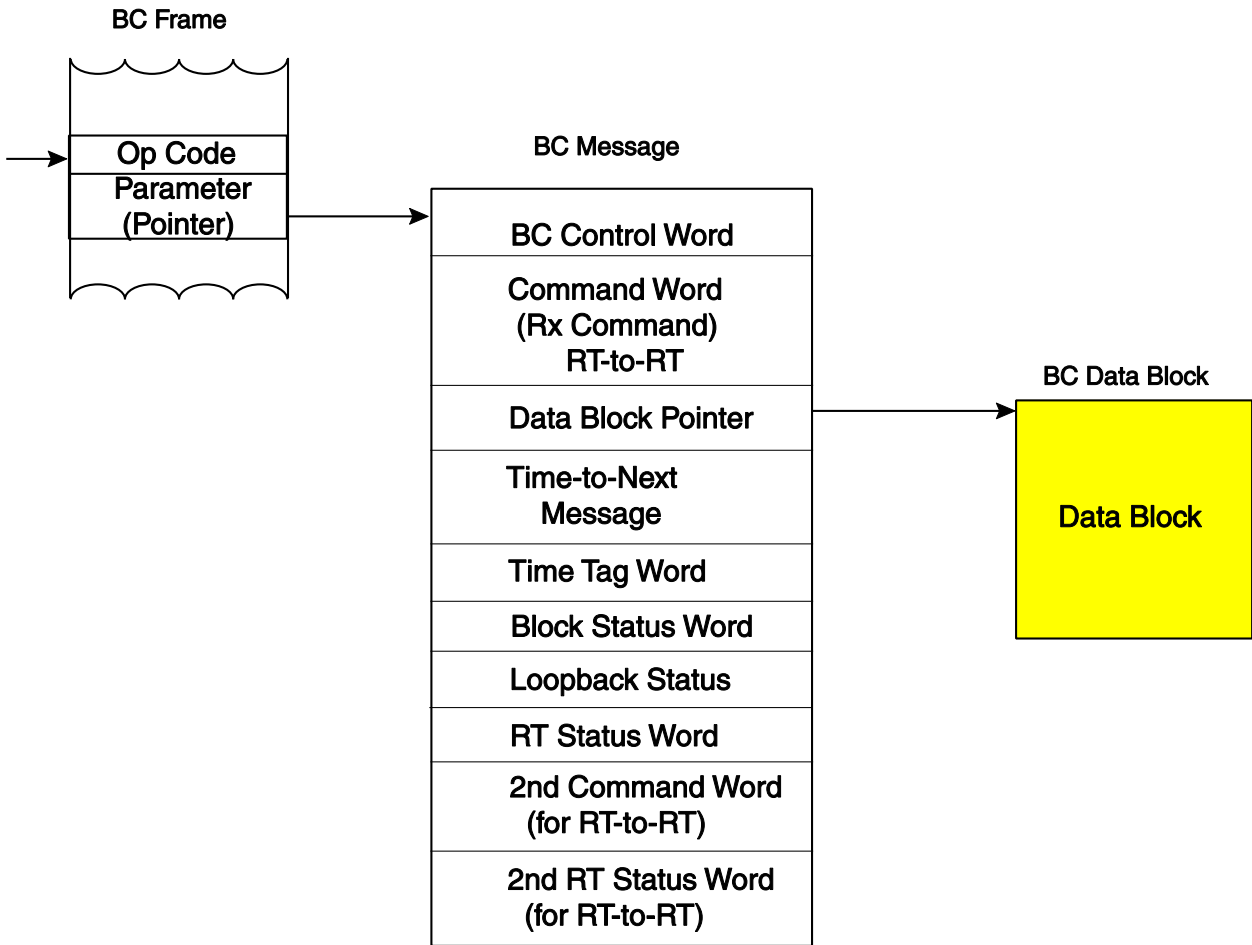 BC Frame
Op Code
Parameter
(Pointer)
BC Message
BC Control Word
Command Word
(Rx Command)
RT-to-RT
Data Block Pointer
Time-to-Next
Message
Time Tag Word
Block Status Word
Loopback Status
RT Status Word
2nd Command Word
(for RT-to-RT)
2nd RT Status Word
(for RT-to-RT)
BC Data Block
Data Block